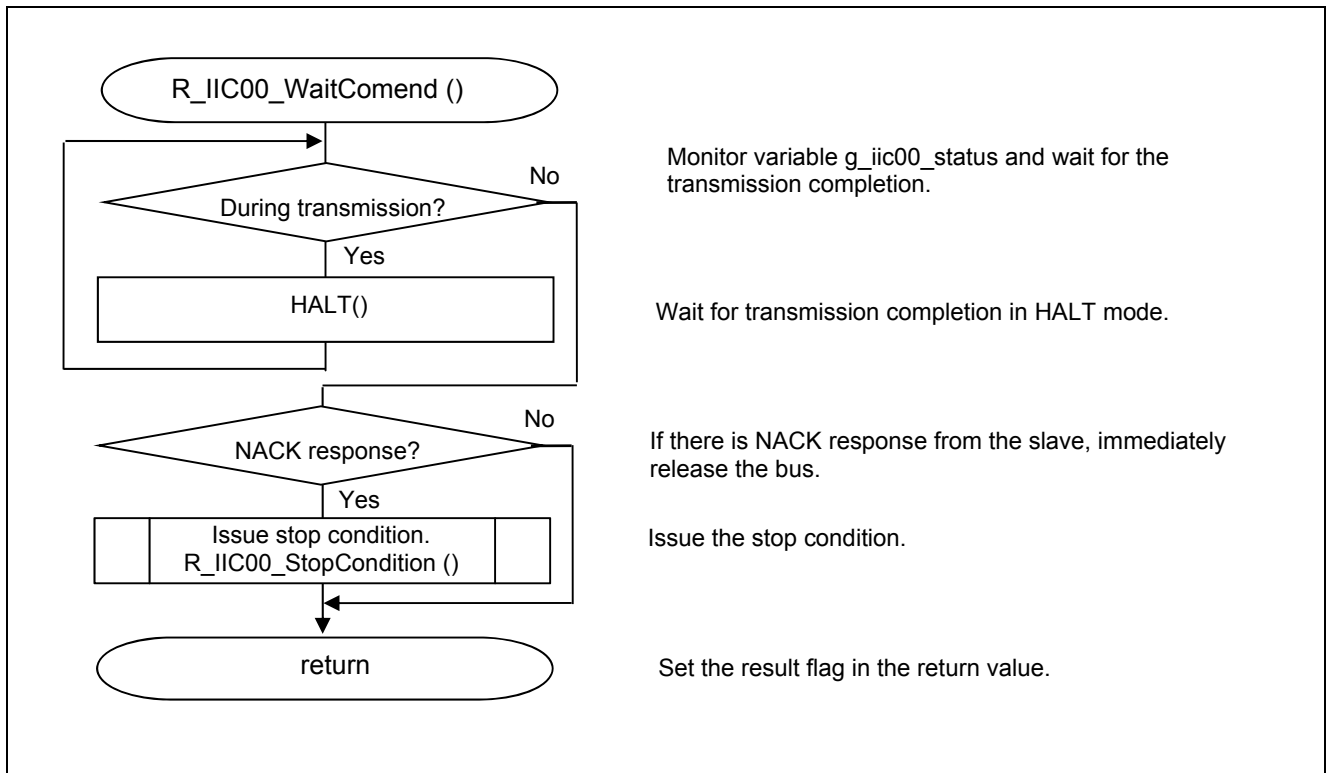 R_IIC00_WaitComend ()
Monitor variable g_iic00_status and wait for the
transmission completion.
No
During transmission?
Yes
HALT()
Wait for transmission completion in HALT mode.
No
NACK response?
If there is NACK response from the slave, immediately
release the bus.
Yes
Issue stop condition.
R_IIC00_StopCondition ()
Issue the stop condition.
return
Set the result flag in the return value.